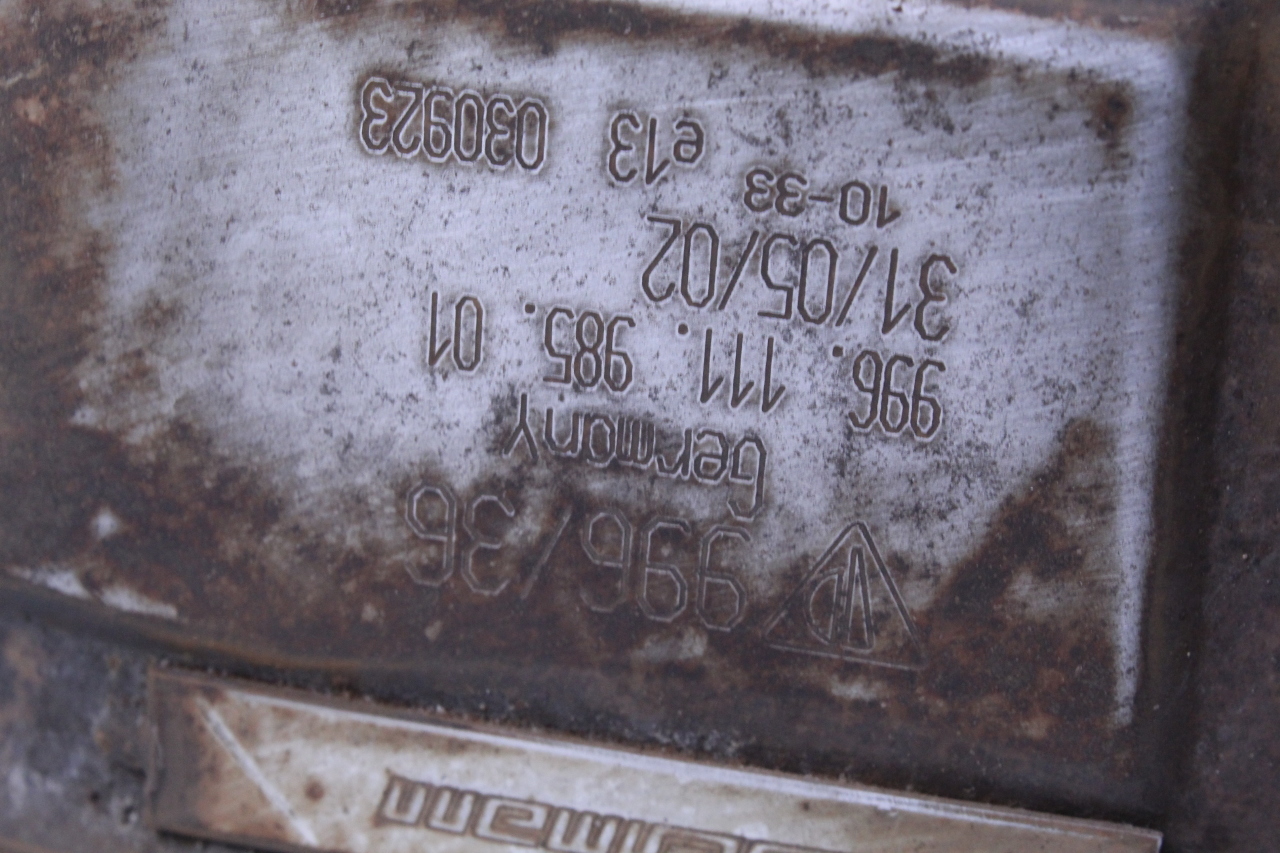 996/36
Germany
996. 111. 985. 01
31/05/02
10-33
e13 030923